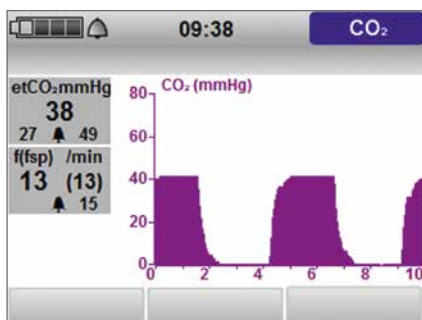 09:38
CO₂
etCO₂mmHg
38
27 49
f(fsp) /min
13 (13)
15
CO₂ (mmHg)
80
60
40
20
0
0 2 4 6 8 10